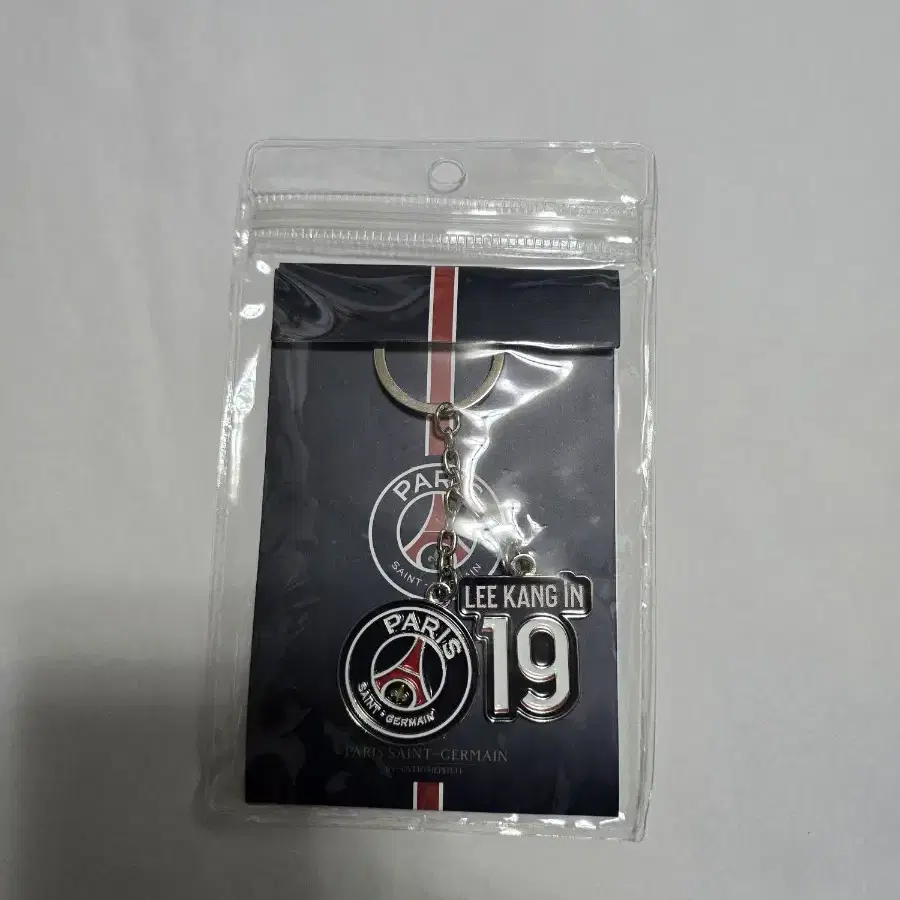 PARIS
SAINT-GERMAIN
LEE KANG IN
19
PARIS
SAINT-GERMAIN
PARIS SAINT-GERMAIN